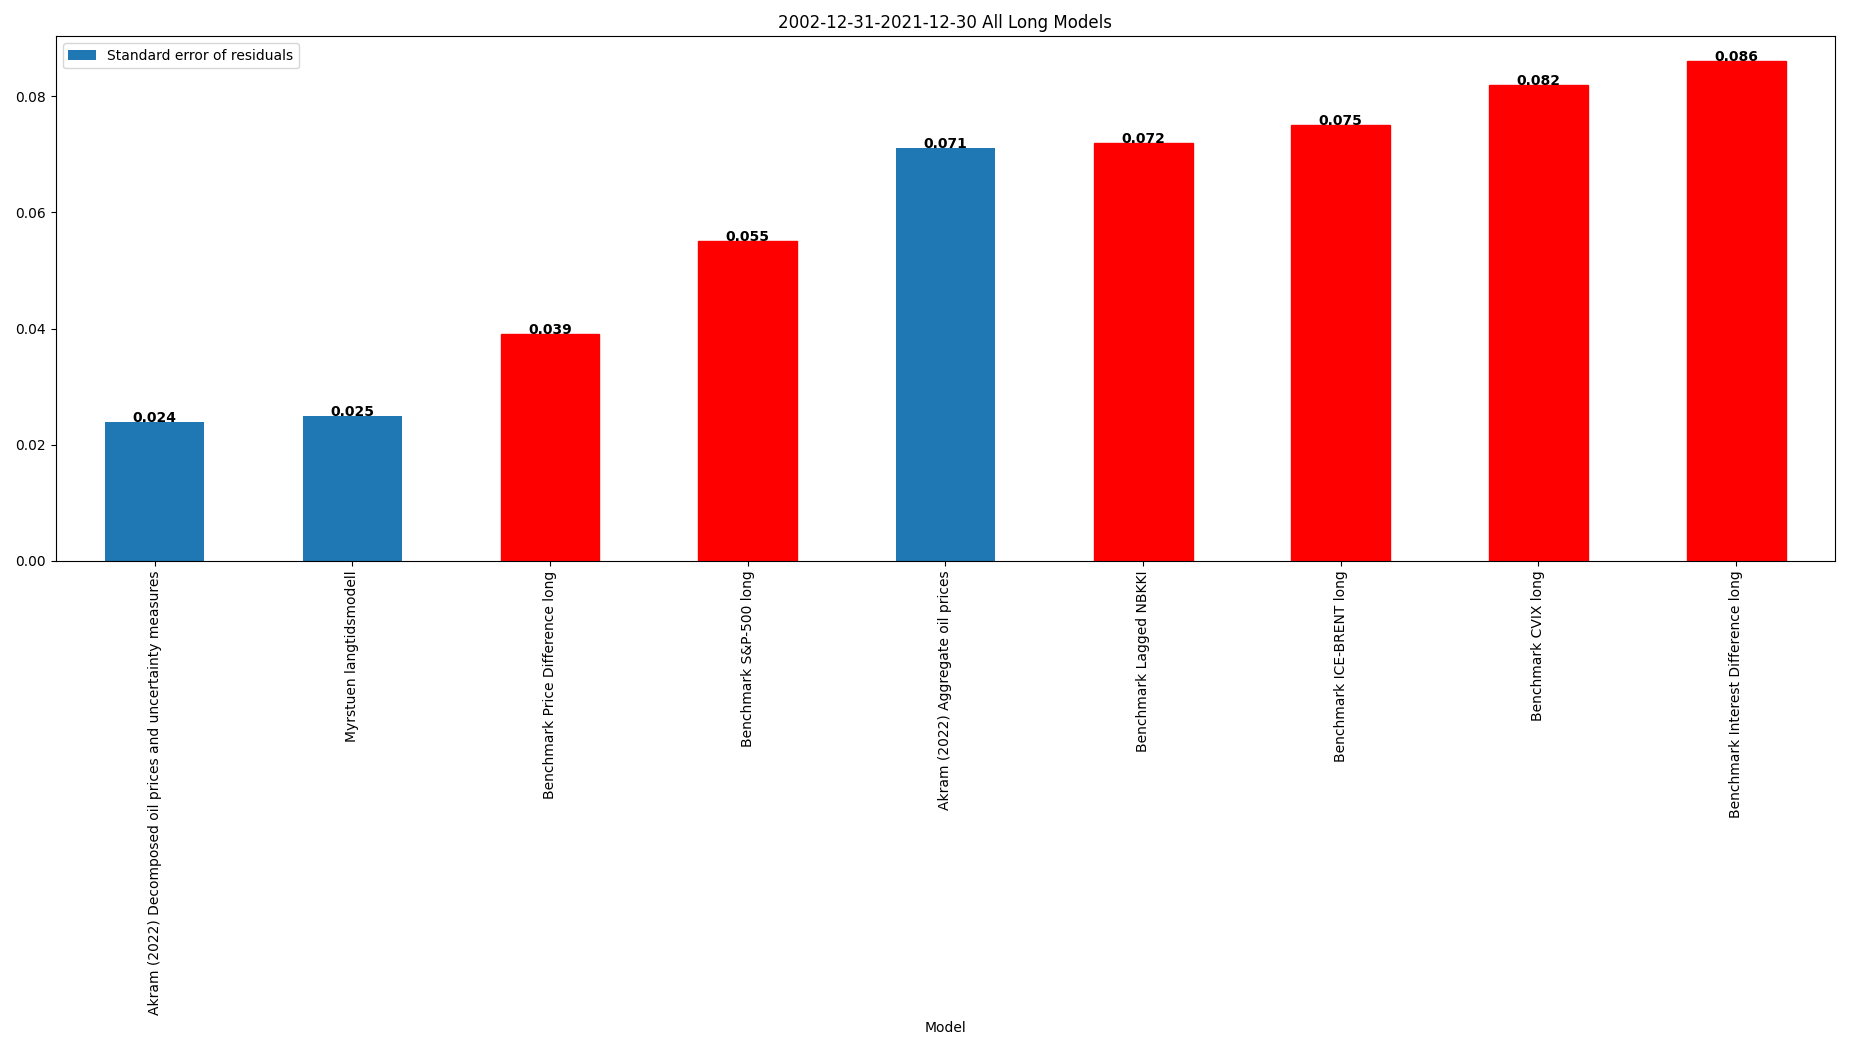 2002-12-31-2021-12-30 All Long Models
Standard error of residuals
0.08
0.06
0.04
0.02
0.00
0.024
0.025
0.039
0.055
0.071
0.072
0.075
0.082
0.086
Akram (2022) Decomposed oil prices and uncertainty measures
Myrstuen langtidsmodell
Benchmark Price Difference long
Benchmark S&P-500 long
Akram (2022) Aggregate oil prices
Benchmark Lagged NBKKI
Benchmark ICE-BRENT long
Benchmark CVIX long
Benchmark Interest Difference long
Model